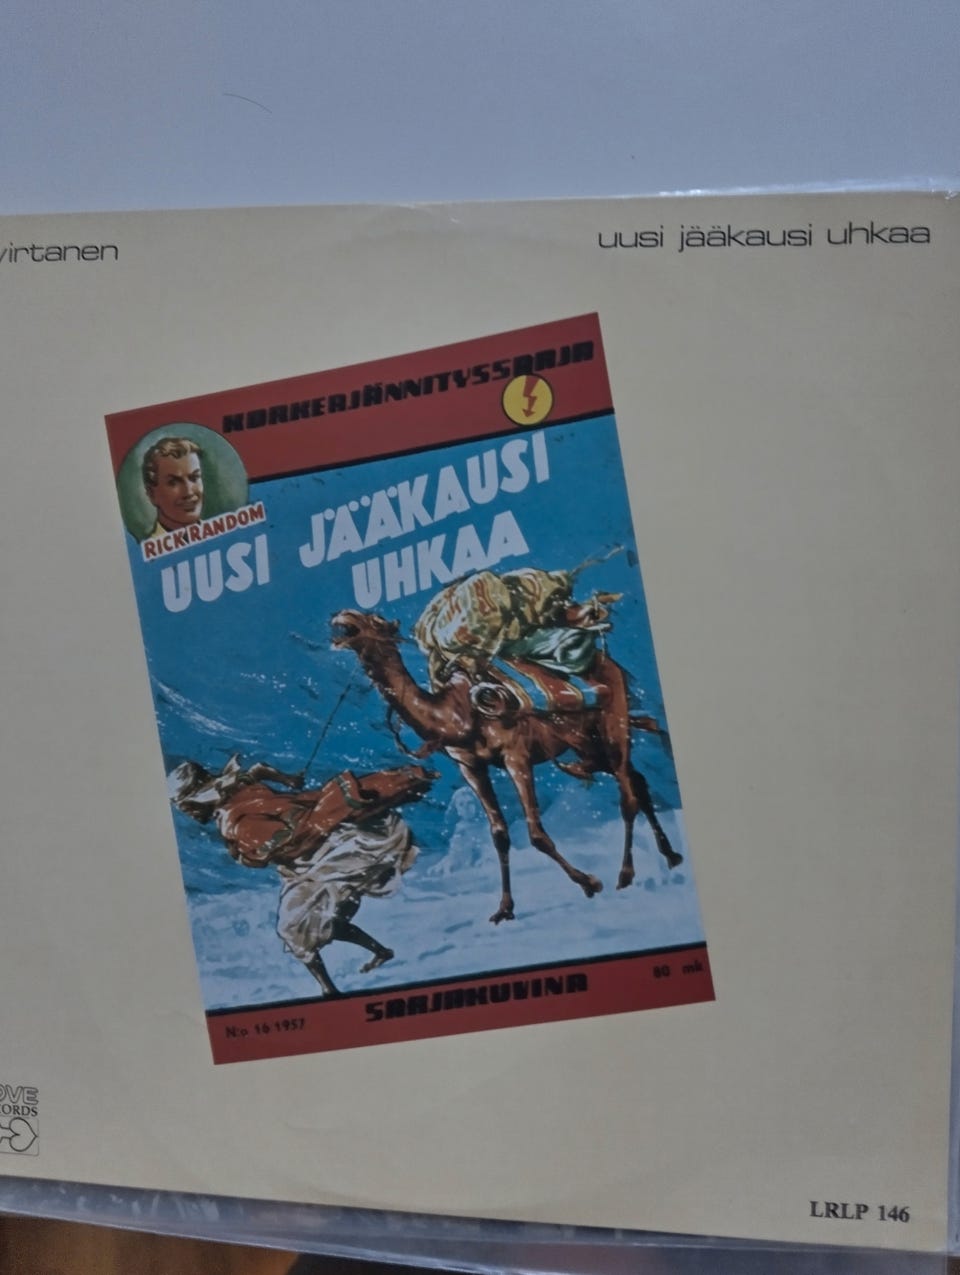 virtanen
uusi jääkausi uhkaa
KORKEAJÄNNITYSSARJA
RICK RANDOM
UUSI JÄÄKAUSI
UHKAA
80 mk
SARJAKUVINA
N:o 16 1957
LRLP 146